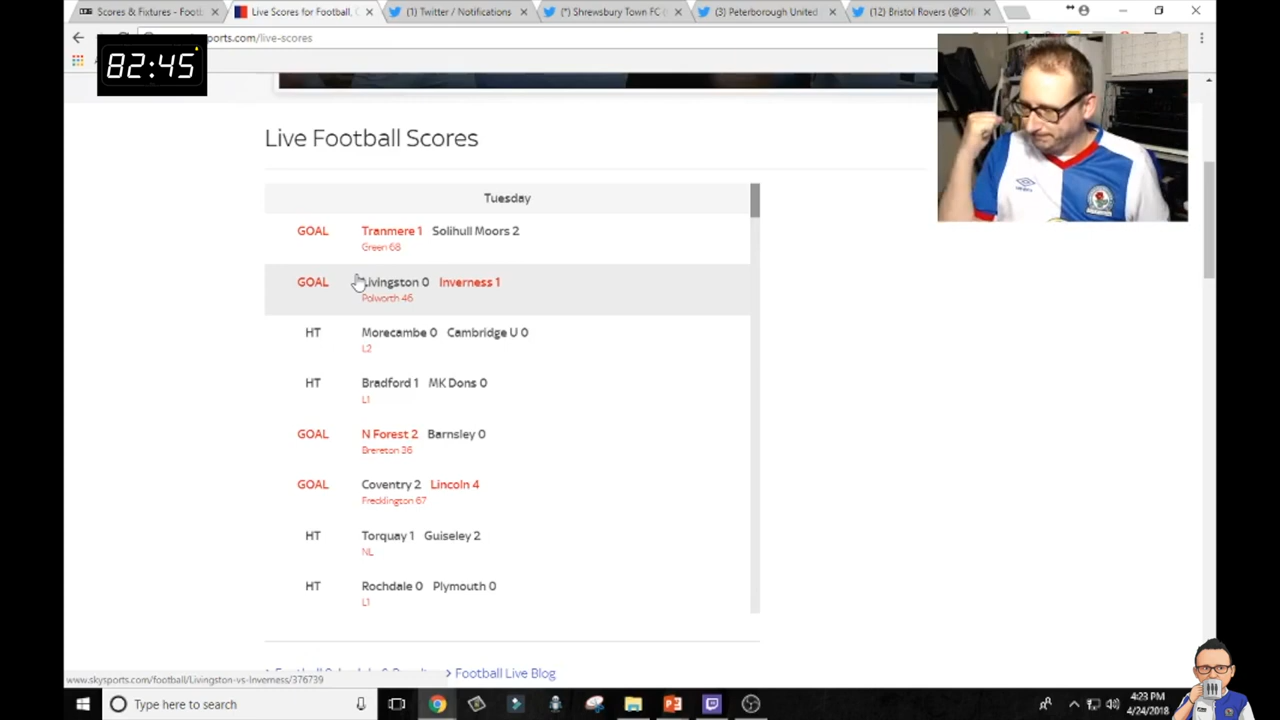 Scores & Fixtures - Foot
Live Scores for Football,
(1) Twitter / Notifications
(*) Shrewsbury Town FC
(3) Peterborough United
(12) Bristol Rovers (@Off
ports.com/live-scores
82:45
Live Football Scores
Tuesday
GOAL Tranmere 1 Solihull Moors 2
Green 68
GOAL Livingston 0 Inverness 1
Polworth 46
HT Morecambe 0 Cambridge U 0
L2
HT Bradford 1 MK Dons 0
L1
GOAL N Forest 2 Barnsley 0
Brereton 36
GOAL Coventry 2 Lincoln 4
Frecklington 67
HT Torquay 1 Guiseley 2
NL
HT Rochdale 0 Plymouth 0
L1
Football Live Blog
www.skysports.com/football/Livingston-vs-Inverness/376739
Type here to search
4:23 PM
4/24/2018